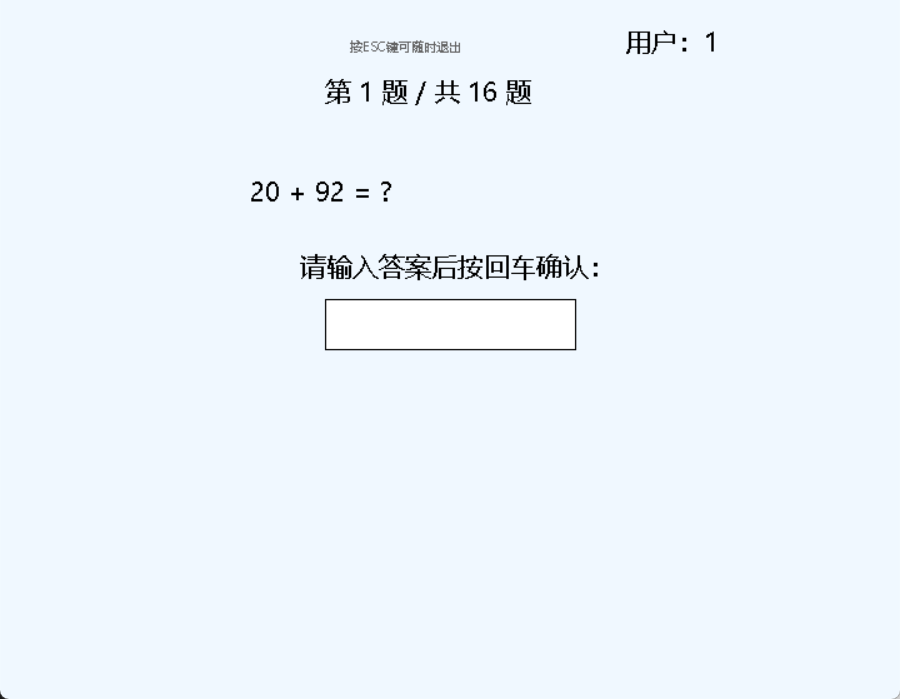 按ESC键可随时退出
用户：1
第 1 题 / 共 16 题
20 + 92 = ?
请输入答案后按回车确认：